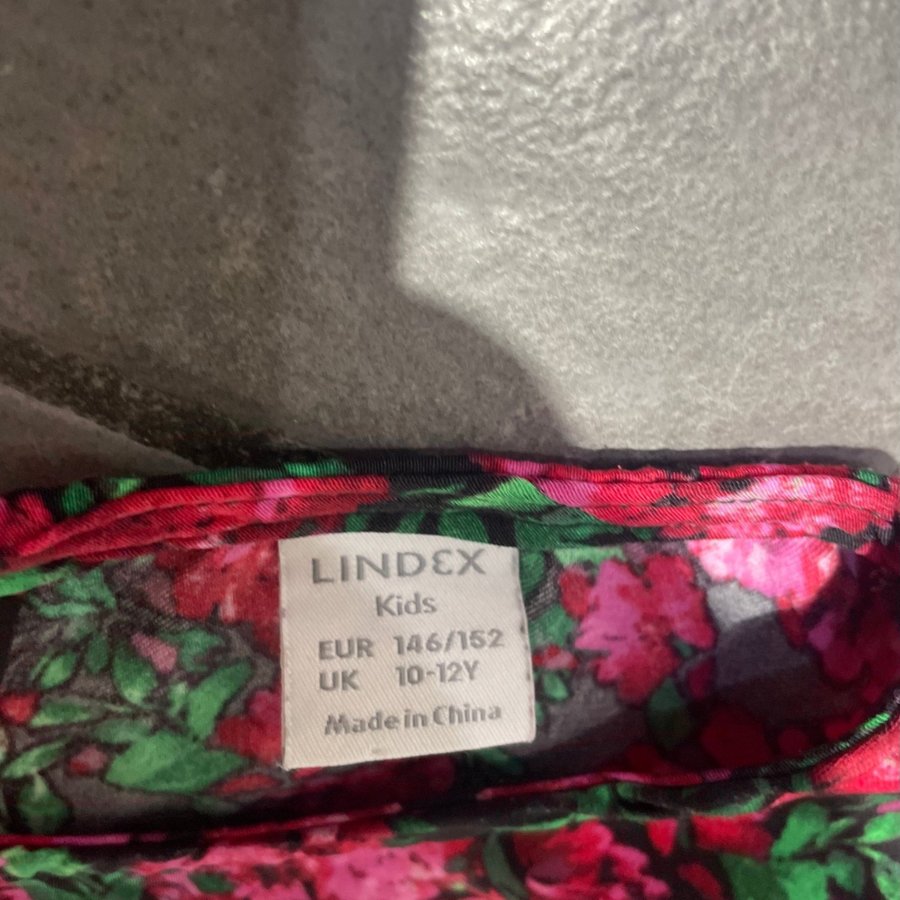 LINDEX
Kids
EUR 146/152
UK 10-12Y
Made in China